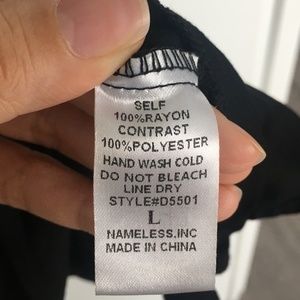 SELF
100%RAYON
CONTRAST
100%POLYESTER
HAND WASH COLD
DO NOT BLEACH
LINE DRY
STYLE#D5501
L
NAMELESS,INC
MADE IN CHINA